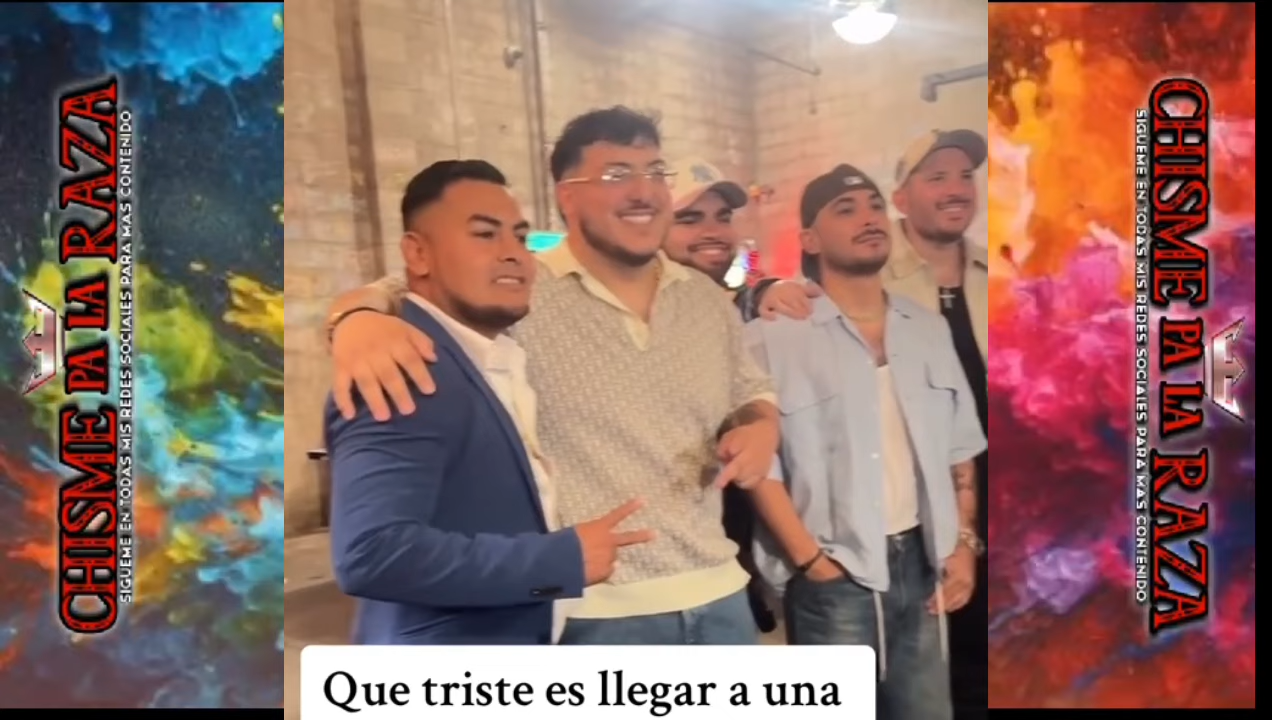 CHISME PA LA RAZA
SIGUEME EN TODAS MIS REDES SOCIALES PARA MAS CONTENIDO
Que triste es llegar a una
CHISME PA LA RAZA
SIGUEME EN TODAS MIS REDES SOCIALES PARA MAS CONTENIDO